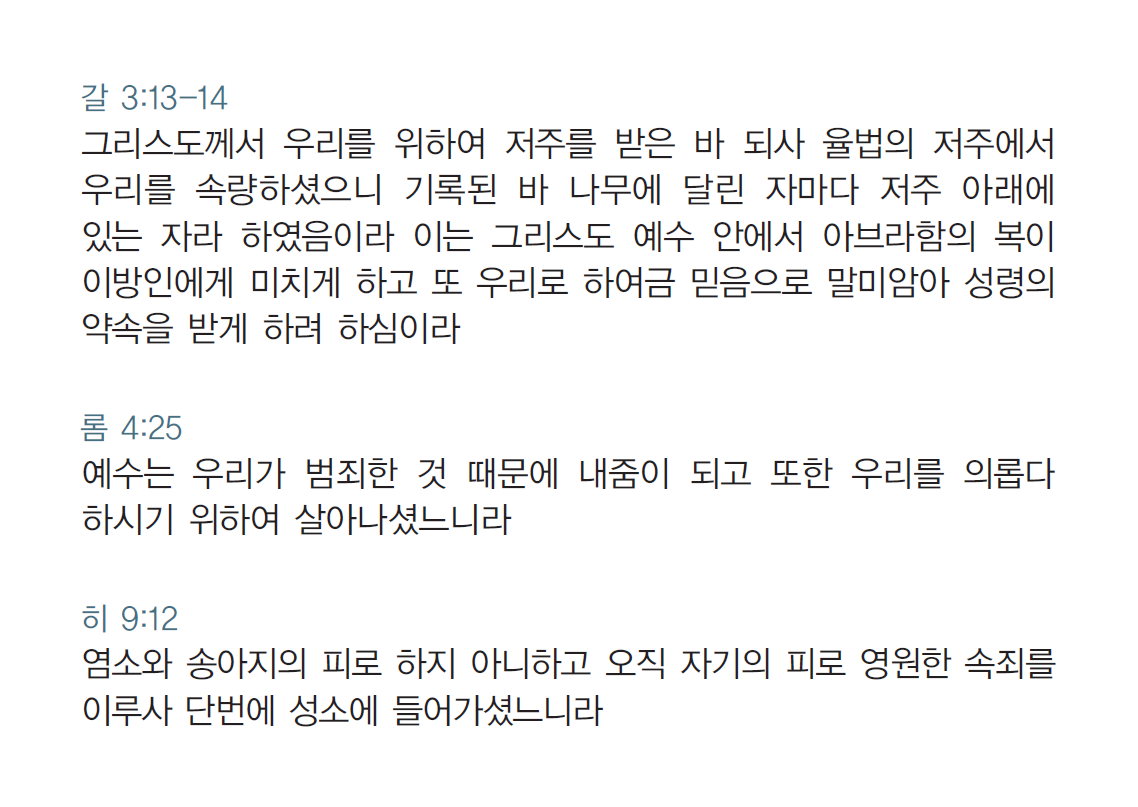 갈 3:13-14
그리스도께서 우리를 위하여 저주를 받은 바 되사 율법의 저주에서
우리를 속량하셨으니 기록된 바 나무에 달린 자마다 저주 아래에
있는 자라 하였음이라 이는 그리스도 예수 안에서 아브라함의 복이
이방인에게 미치게 하고 또 우리로 하여금 믿음으로 말미암아 성령의
약속을 받게 하려 하심이라
롬 4:25
예수는 우리가 범죄한 것 때문에 내줌이 되고 또한 우리를 의롭다
하시기 위하여 살아나셨느니라
히 9:12
염소와 송아지의 피로 하지 아니하고 오직 자기의 피로 영원한 속죄를
이루사 단번에 성소에 들어가셨느니라